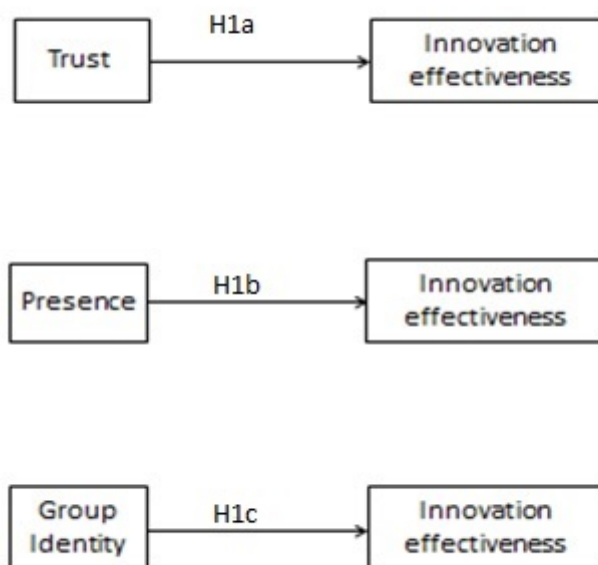 H1a
Trust
Innovation
effectiveness
H1b
Presence
Innovation
effectiveness
H1c
Group
Identity
Innovation
effectiveness